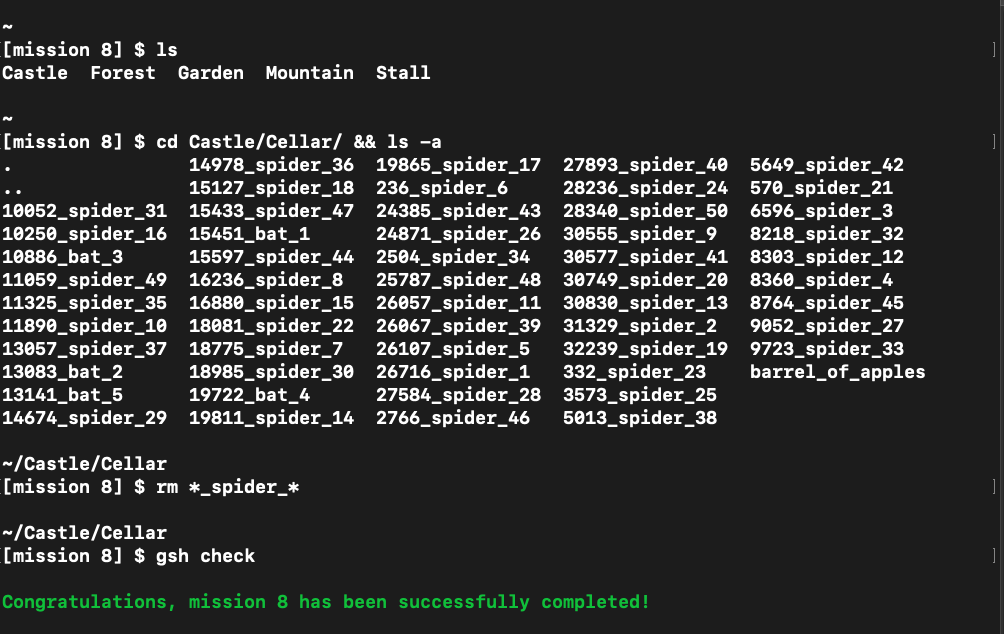 ~
[mission 8] $ ls
Castle  Forest  Garden  Mountain  Stall
~
[mission 8] $ cd Castle/Cellar/ && ls -a
.                14978_spider_36  19865_spider_17  27893_spider_40  5649_spider_42
..               15127_spider_18  236_spider_6     28236_spider_24  570_spider_21
10052_spider_31  15433_spider_47  24385_spider_43  28340_spider_50  6596_spider_3
10250_spider_16  15451_bat_1      24871_spider_26  30555_spider_9   8218_spider_32
10886_bat_3      15597_spider_44  2504_spider_34   30577_spider_41  8303_spider_12
11059_spider_49  16236_spider_8   25787_spider_48  30749_spider_20  8360_spider_4
11325_spider_35  16880_spider_15  26057_spider_11  30830_spider_13  8764_spider_45
11890_spider_10  18081_spider_22  26067_spider_39  31329_spider_2   9052_spider_27
13057_spider_37  18775_spider_7   26107_spider_5   32239_spider_19  9723_spider_33
13083_bat_2      18985_spider_30  26716_spider_1   332_spider_23    barrel_of_apples
13141_bat_5      19722_bat_4      27584_spider_28  3573_spider_25
14674_spider_29  19811_spider_14  2766_spider_46   5013_spider_38
~/Castle/Cellar
[mission 8] $ rm *_spider_*
~/Castle/Cellar
[mission 8] $ gsh check
Congratulations, mission 8 has been successfully completed!